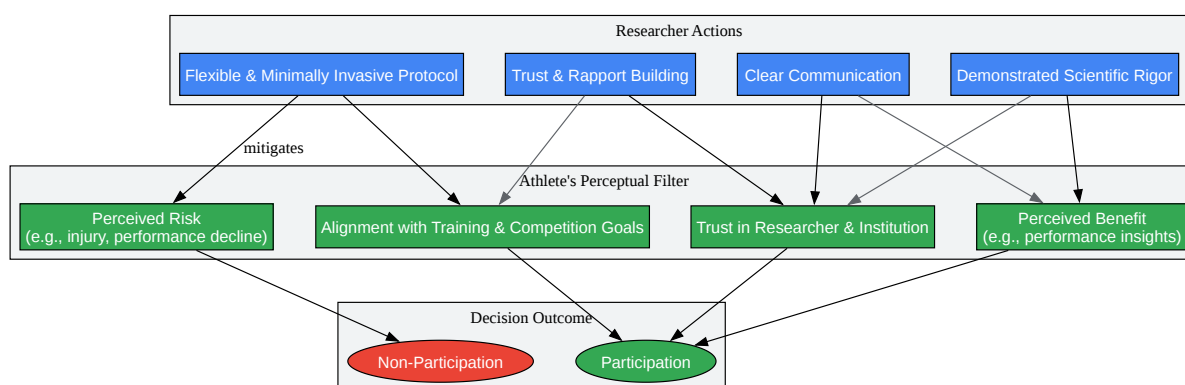 Researcher Actions
Flexible & Minimally Invasive Protocol
Trust & Rapport Building
Clear Communication
Demonstrated Scientific Rigor
mitigates
Athlete's Perceptual Filter
Perceived Risk
(e.g., injury, performance decline)
Alignment with Training & Competition Goals
Trust in Researcher & Institution
Perceived Benefit
(e.g., performance insights)
Decision Outcome
Non-Participation
Participation